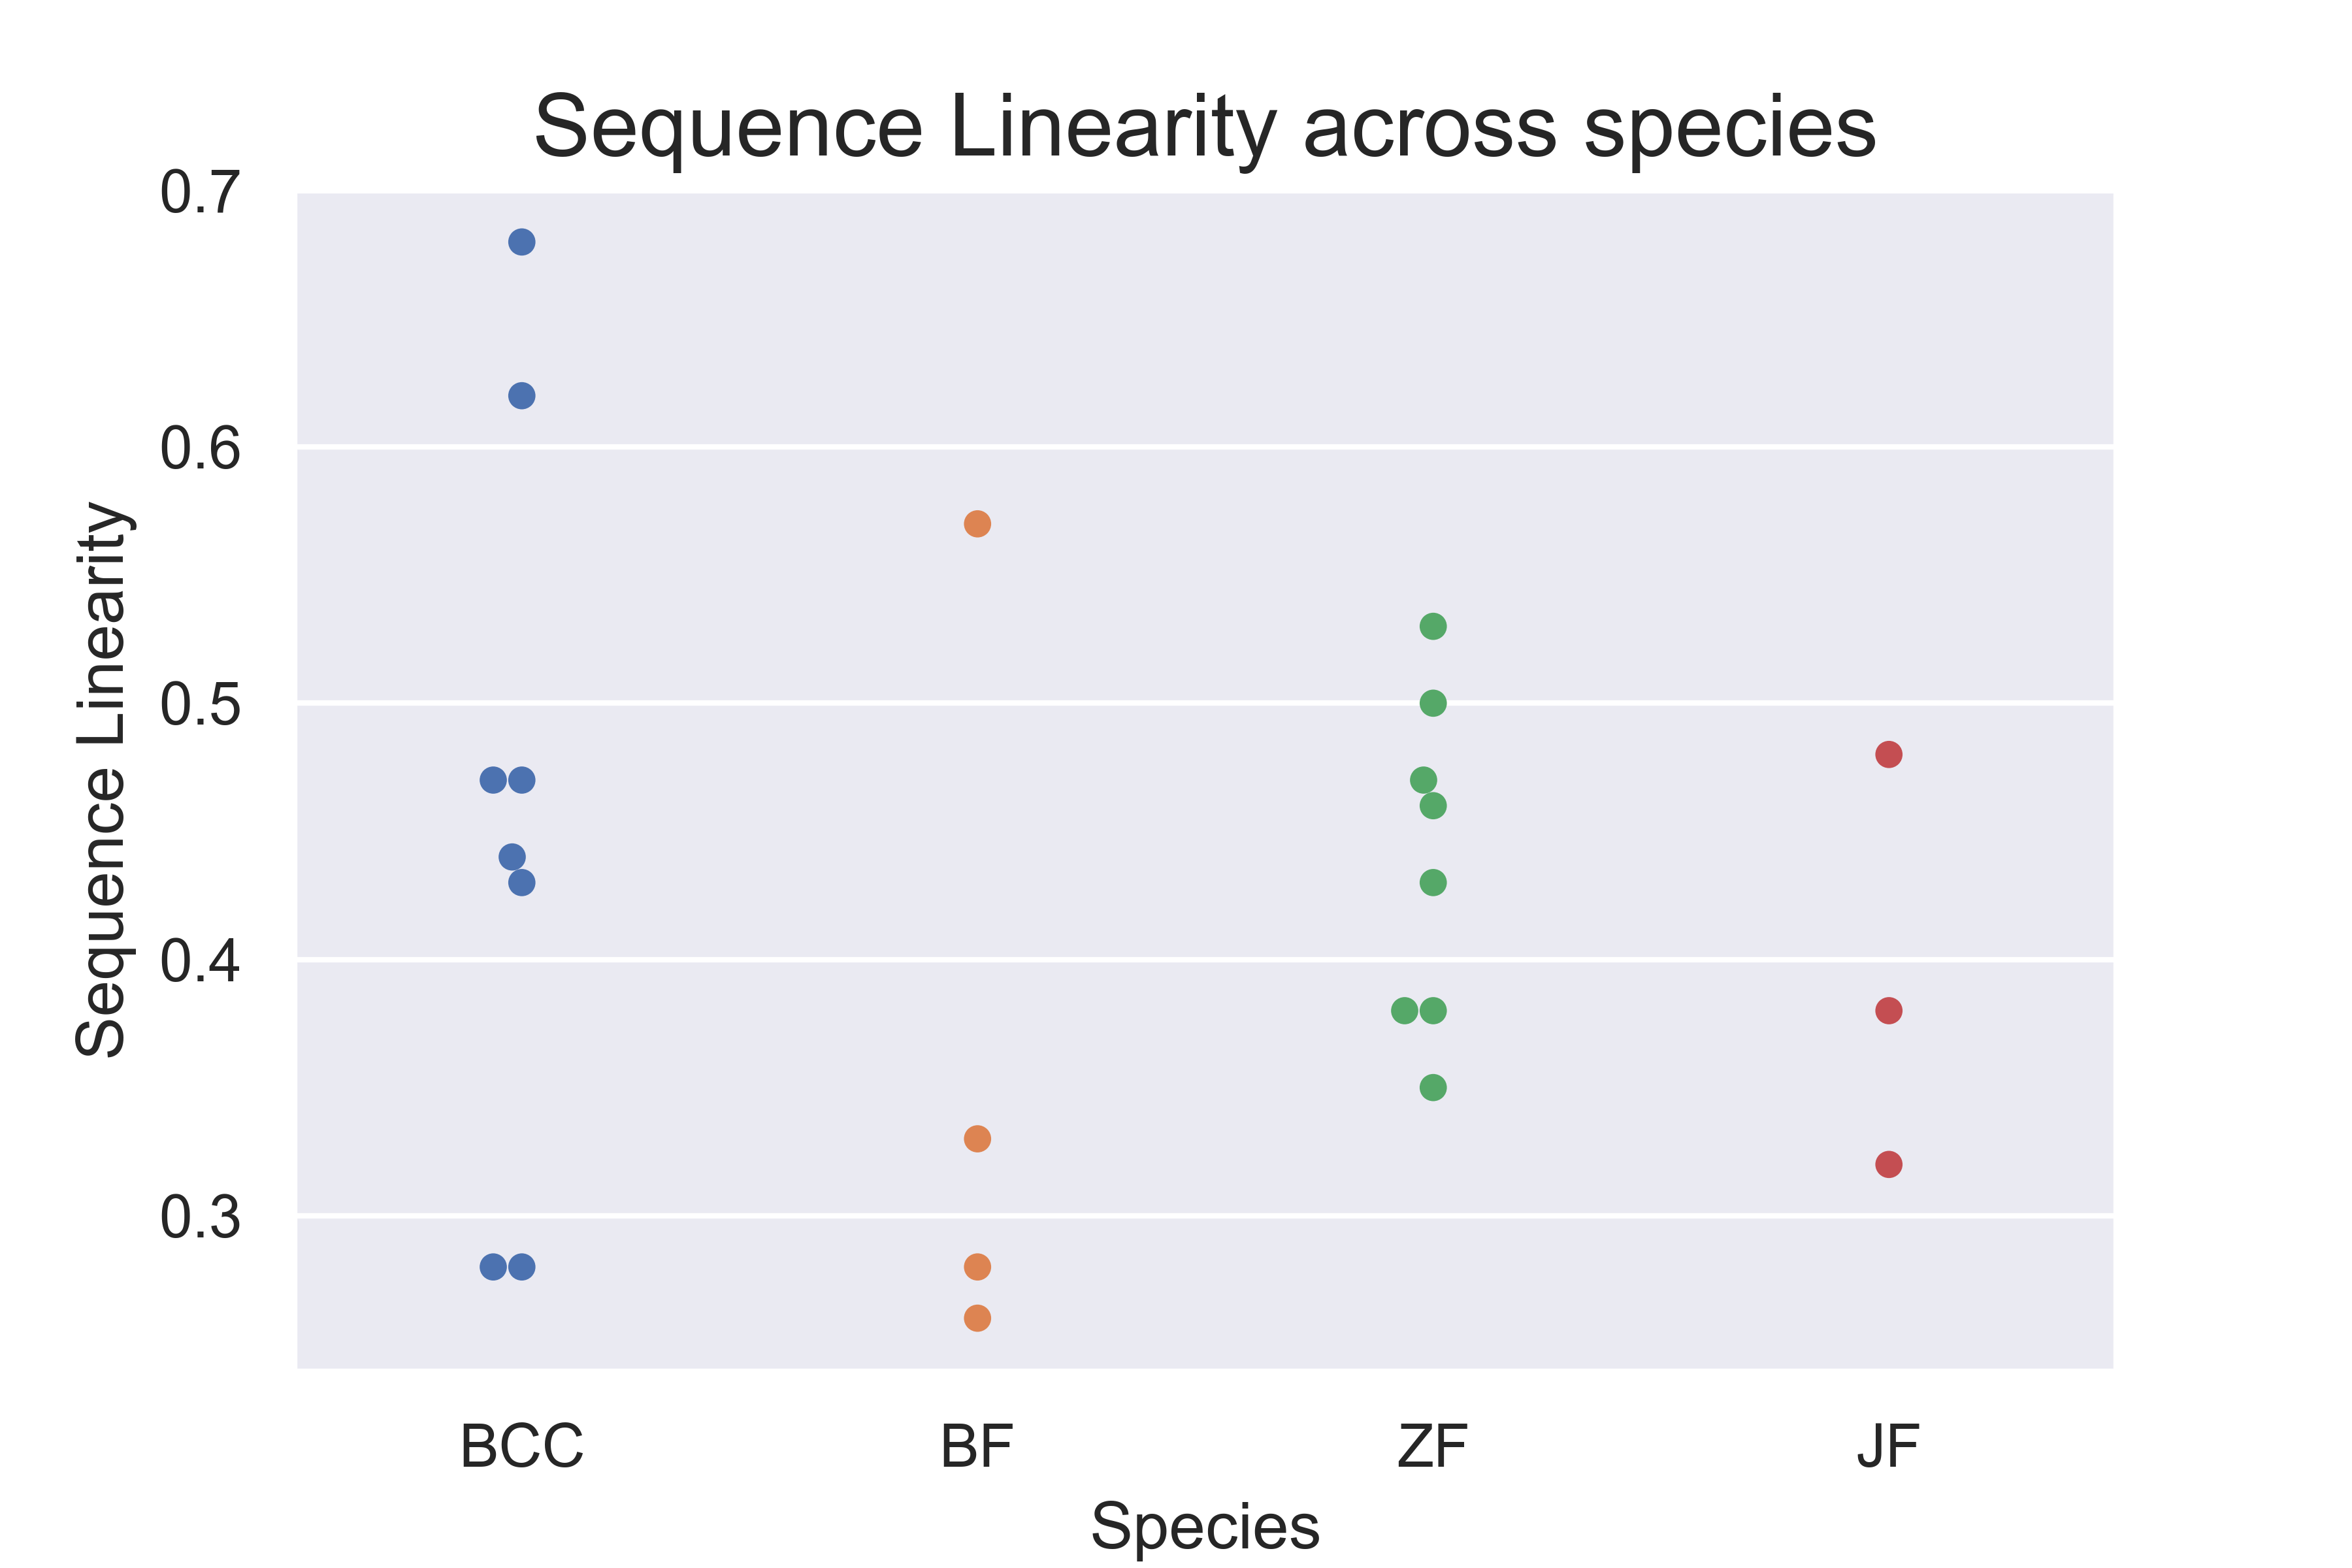 Sequence Linearity across species
0.7
0.6
0.5
0.4
0.3
Sequence Linearity
BCC
BF
ZF
JF
Species